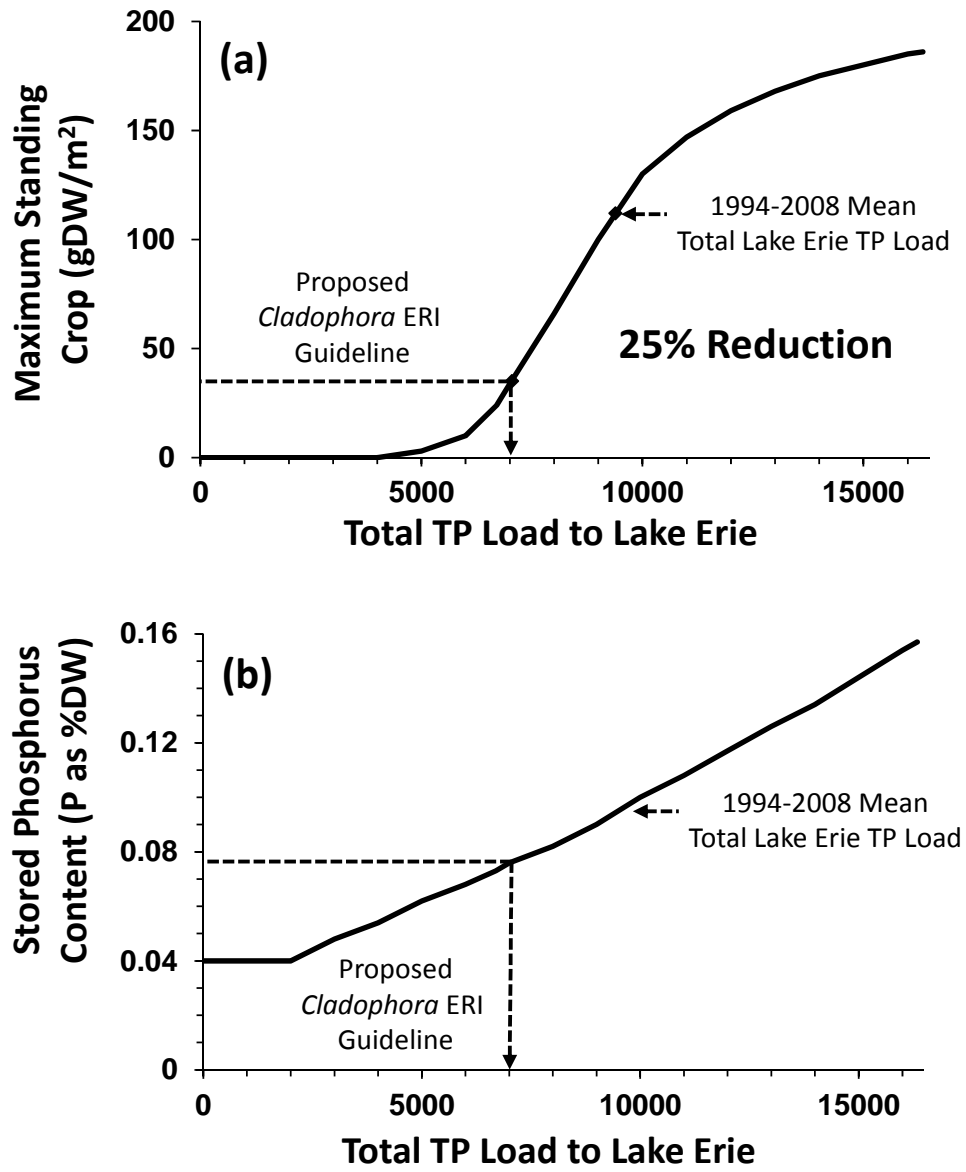 (a)
Maximum Standing
Crop (gDW/m²)
200
150
100
50
0
1994-2008 Mean
Total Lake Erie TP Load
Proposed
Cladophora ERI
Guideline
25% Reduction
0 5000 10000 15000
Total TP Load to Lake Erie
(b)
Stored Phosphorus
Content (P as %DW)
0.16
0.12
0.08
0.04
0
1994-2008 Mean
Total Lake Erie TP Load
Proposed
Cladophora ERI
Guideline
0 5000 10000 15000
Total TP Load to Lake Erie